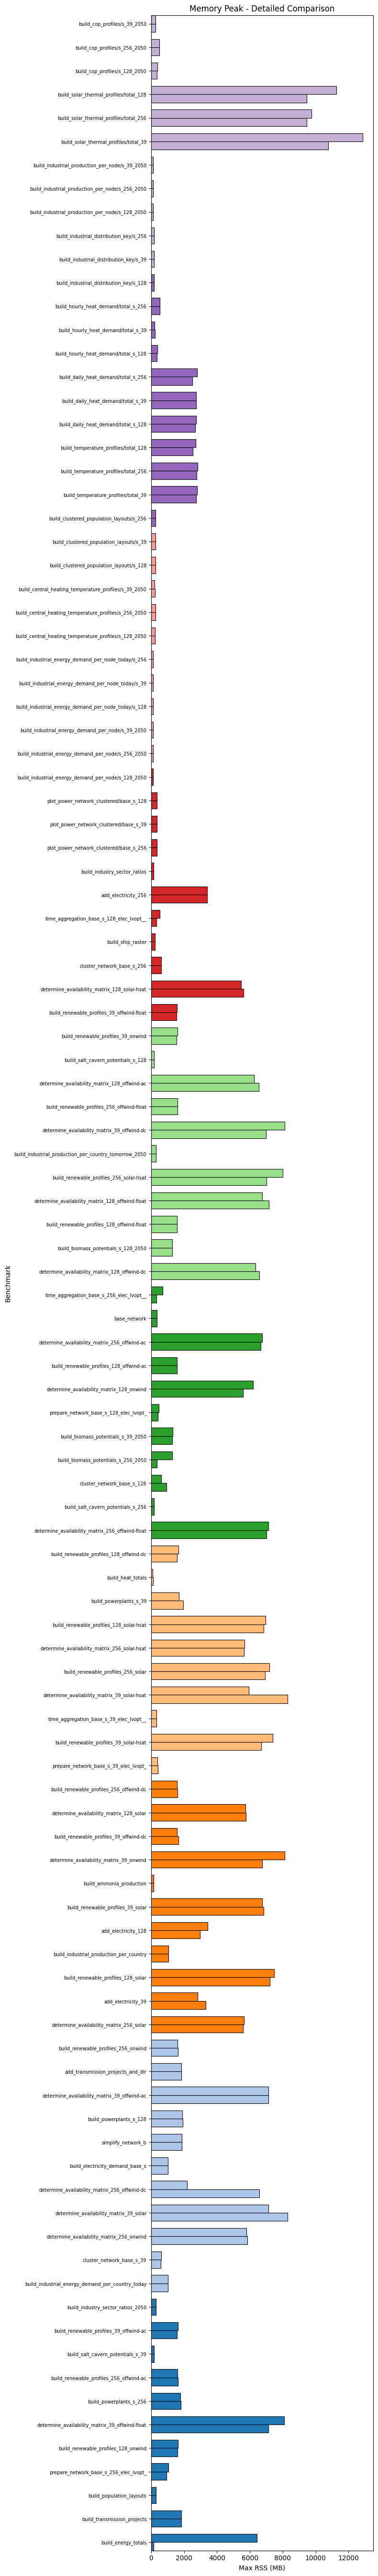 Memory Peak - Detailed Comparison
build_cop_profiles/s_39_2050
build_cop_profiles/s_256_2050
build_cop_profiles/s_128_2050
build_solar_thermal_profiles/total_128
build_solar_thermal_profiles/total_256
build_solar_thermal_profiles/total_39
build_industrial_production_per_node/s_39_2050
build_industrial_production_per_node/s_256_2050
build_industrial_production_per_node/s_128_2050
build_industrial_distribution_key/s_256
build_industrial_distribution_key/s_39
build_industrial_distribution_key/s_128
build_hourly_heat_demand/total_s_256
build_hourly_heat_demand/total_s_39
build_hourly_heat_demand/total_s_128
build_daily_heat_demand/total_s_256
build_daily_heat_demand/total_s_39
build_daily_heat_demand/total_s_128
build_temperature_profiles/total_128
build_temperature_profiles/total_256
build_temperature_profiles/total_39
build_clustered_population_layouts/s_256
build_clustered_population_layouts/s_39
build_clustered_population_layouts/s_128
build_central_heating_temperature_profiles/s_39_2050
build_central_heating_temperature_profiles/s_256_2050
build_central_heating_temperature_profiles/s_128_2050
build_industrial_energy_demand_per_node_today/s_256
build_industrial_energy_demand_per_node_today/s_39
build_industrial_energy_demand_per_node_today/s_128
build_industrial_energy_demand_per_node/s_39_2050
build_industrial_energy_demand_per_node/s_256_2050
build_industrial_energy_demand_per_node/s_128_2050
plot_power_network_clustered/base_s_128
plot_power_network_clustered/base_s_39
plot_power_network_clustered/base_s_256
build_industry_sector_ratios
add_electricity_256
time_aggregation_base_s_128_elec_lvopt__
build_ship_raster
cluster_network_base_s_256
determine_availability_matrix_128_solar-hsat
build_renewable_profiles_39_offwind-float
build_renewable_profiles_39_onwind
build_salt_cavern_potentials_s_128
determine_availability_matrix_128_offwind-ac
build_renewable_profiles_256_offwind-float
determine_availability_matrix_39_offwind-dc
build_industrial_production_per_country_tomorrow_2050
build_renewable_profiles_256_solar-hsat
determine_availability_matrix_128_offwind-float
build_renewable_profiles_128_offwind-float
build_biomass_potentials_s_128_2050
determine_availability_matrix_128_offwind-dc
time_aggregation_base_s_256_elec_lvopt__
base_network
determine_availability_matrix_256_offwind-ac
build_renewable_profiles_128_offwind-ac
determine_availability_matrix_128_onwind
prepare_network_base_s_128_elec_lvopt_
build_biomass_potentials_s_39_2050
build_biomass_potentials_s_256_2050
cluster_network_base_s_128
build_salt_cavern_potentials_s_256
determine_availability_matrix_256_offwind-float
build_renewable_profiles_128_offwind-dc
build_heat_totals
build_powerplants_s_39
build_renewable_profiles_128_solar-hsat
determine_availability_matrix_256_solar-hsat
build_renewable_profiles_256_solar
determine_availability_matrix_39_solar-hsat
time_aggregation_base_s_39_elec_lvopt__
build_renewable_profiles_39_solar-hsat
prepare_network_base_s_39_elec_lvopt_
build_renewable_profiles_256_offwind-dc
determine_availability_matrix_128_solar
build_renewable_profiles_39_offwind-dc
determine_availability_matrix_39_onwind
build_ammonia_production
build_renewable_profiles_39_solar
add_electricity_128
build_industrial_production_per_country
build_renewable_profiles_128_solar
add_electricity_39
determine_availability_matrix_256_solar
build_renewable_profiles_256_onwind
add_transmission_projects_and_dlr
determine_availability_matrix_39_offwind-ac
build_powerplants_s_128
simplify_network_b
build_electricity_demand_base_s
determine_availability_matrix_256_offwind-dc
determine_availability_matrix_39_solar
determine_availability_matrix_256_onwind
cluster_network_base_s_39
build_industrial_energy_demand_per_country_today
build_industry_sector_ratios_2050
build_renewable_profiles_39_offwind-ac
build_salt_cavern_potentials_s_39
build_renewable_profiles_256_offwind-ac
build_powerplants_s_256
determine_availability_matrix_39_offwind-float
build_renewable_profiles_128_onwind
prepare_network_base_s_256_elec_lvopt_
build_population_layouts
build_transmission_projects
build_energy_totals
Benchmark
0 2000 4000 6000 8000 10000 12000
Max RSS (MB)